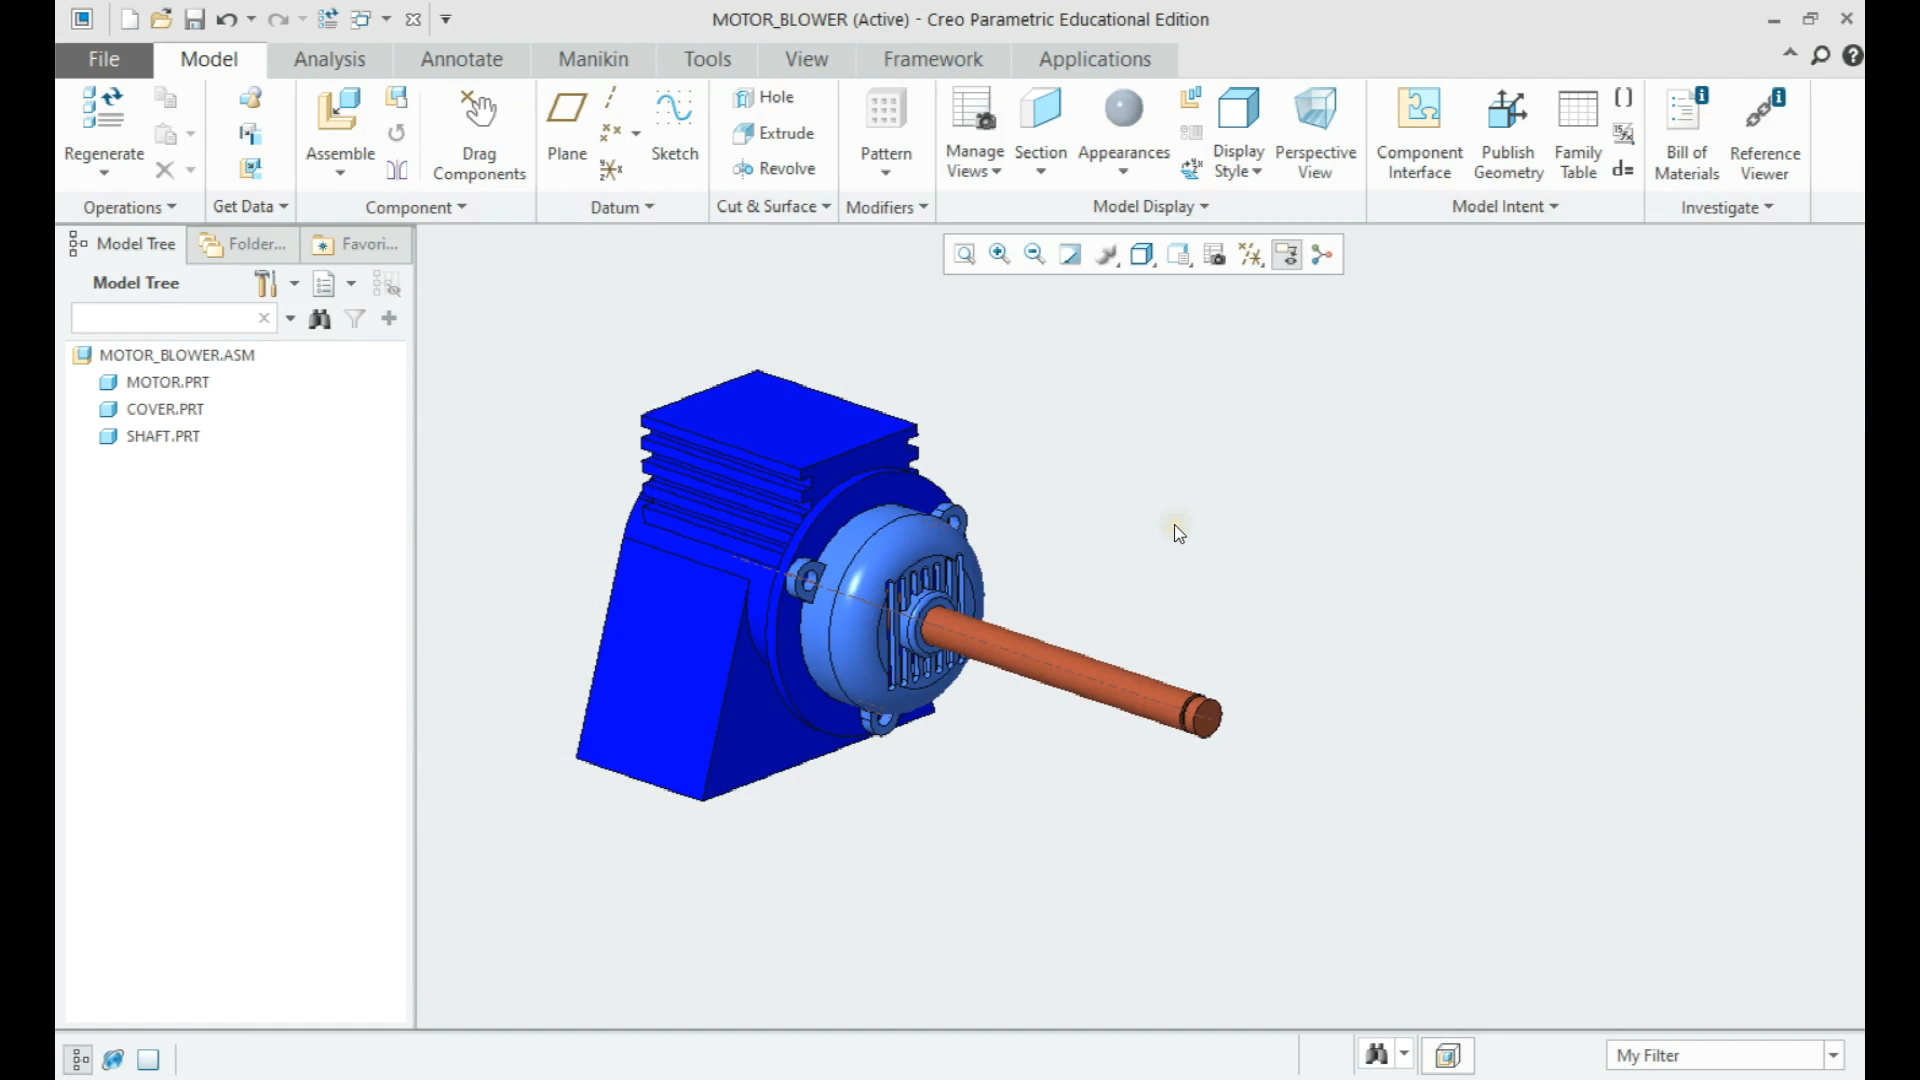 MOTOR_BLOWER (Active) - Creo Parametric Educational Edition
File Model Analysis Annotate Manikin Tools View Framework Applications
Regenerate
Assemble
Drag Components
Plane
Sketch
Hole
Extrude
Revolve
Pattern
Manage Views
Section
Appearances
Display Style
Perspective View
Component Interface
Publish Geometry
Family Table
Bill of Materials
Reference Viewer
Operations Get Data Component Datum Cut & Surface Modifiers Model Display Model Intent Investigate
Model Tree Folder... Favori...
Model Tree
MOTOR_BLOWER.ASM
MOTOR.PRT
COVER.PRT
SHAFT.PRT
My Filter